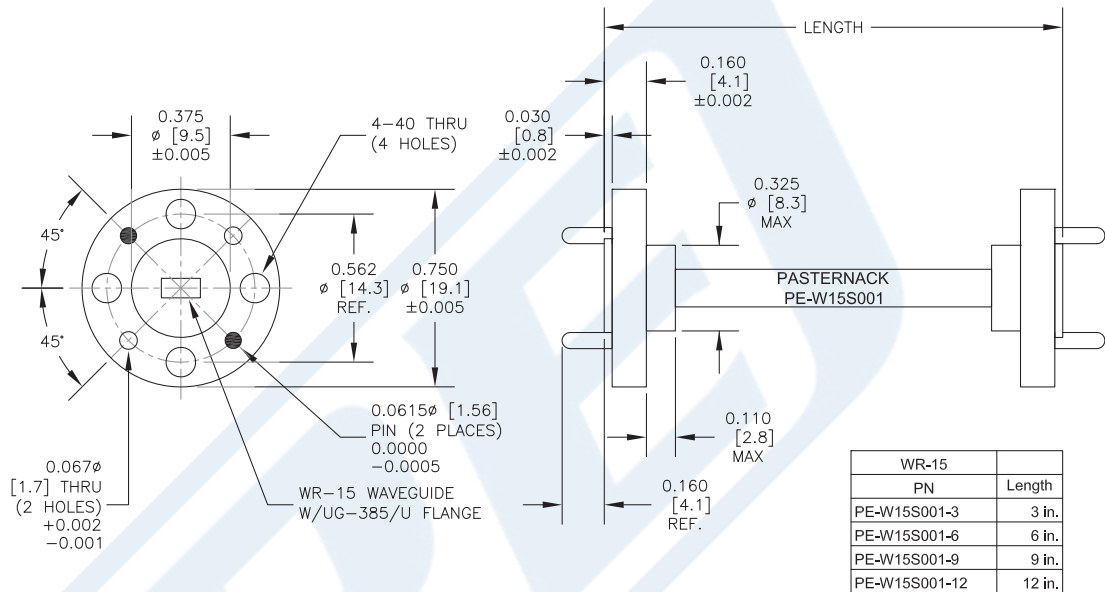 LENGTH
0.160
[4.1]
±0.002
0.030
[0.8]
±0.002
0.375
ø [9.5]
±0.005
4-40 THRU
(4 HOLES)
0.325
ø [8.3]
MAX
45°
45°
0.562
ø [14.3]
REF.
0.750
ø [19.1]
±0.005
PASTERNACK
PE-W15S001
0.0615ø [1.56]
PIN (2 PLACES)
0.0000
-0.0005
0.110
[2.8]
MAX
0.067ø
[1.7] THRU
(2 HOLES)
+0.002
-0.001
WR-15 WAVEGUIDE
W/UG-385/U FLANGE
0.160
[4.1]
REF.
WR-15
PN Length
PE-W15S001-3 3 in.
PE-W15S001-6 6 in.
PE-W15S001-9 9 in.
PE-W15S001-12 12 in.